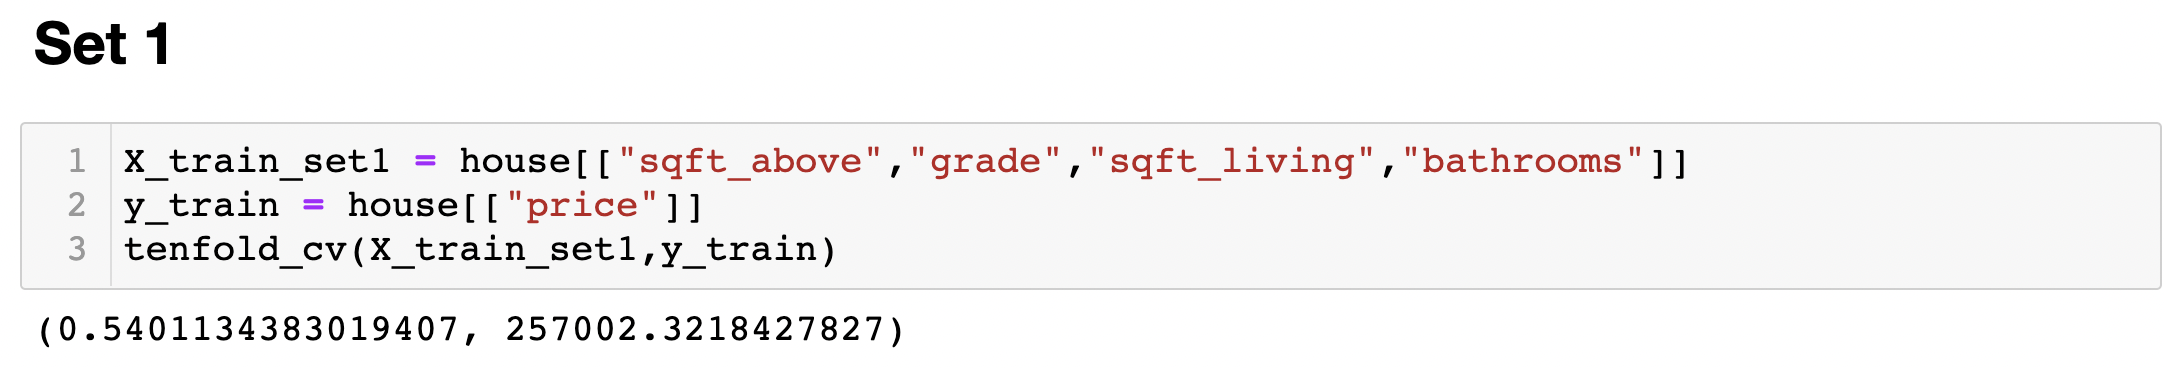 Set 1
1 X_train_set1 = house[["sqft_above","grade","sqft_living","bathrooms"]]
2 y_train = house[["price"]]
3 tenfold_cv(X_train_set1,y_train)
(0.5401134383019407, 257002.3218427827)